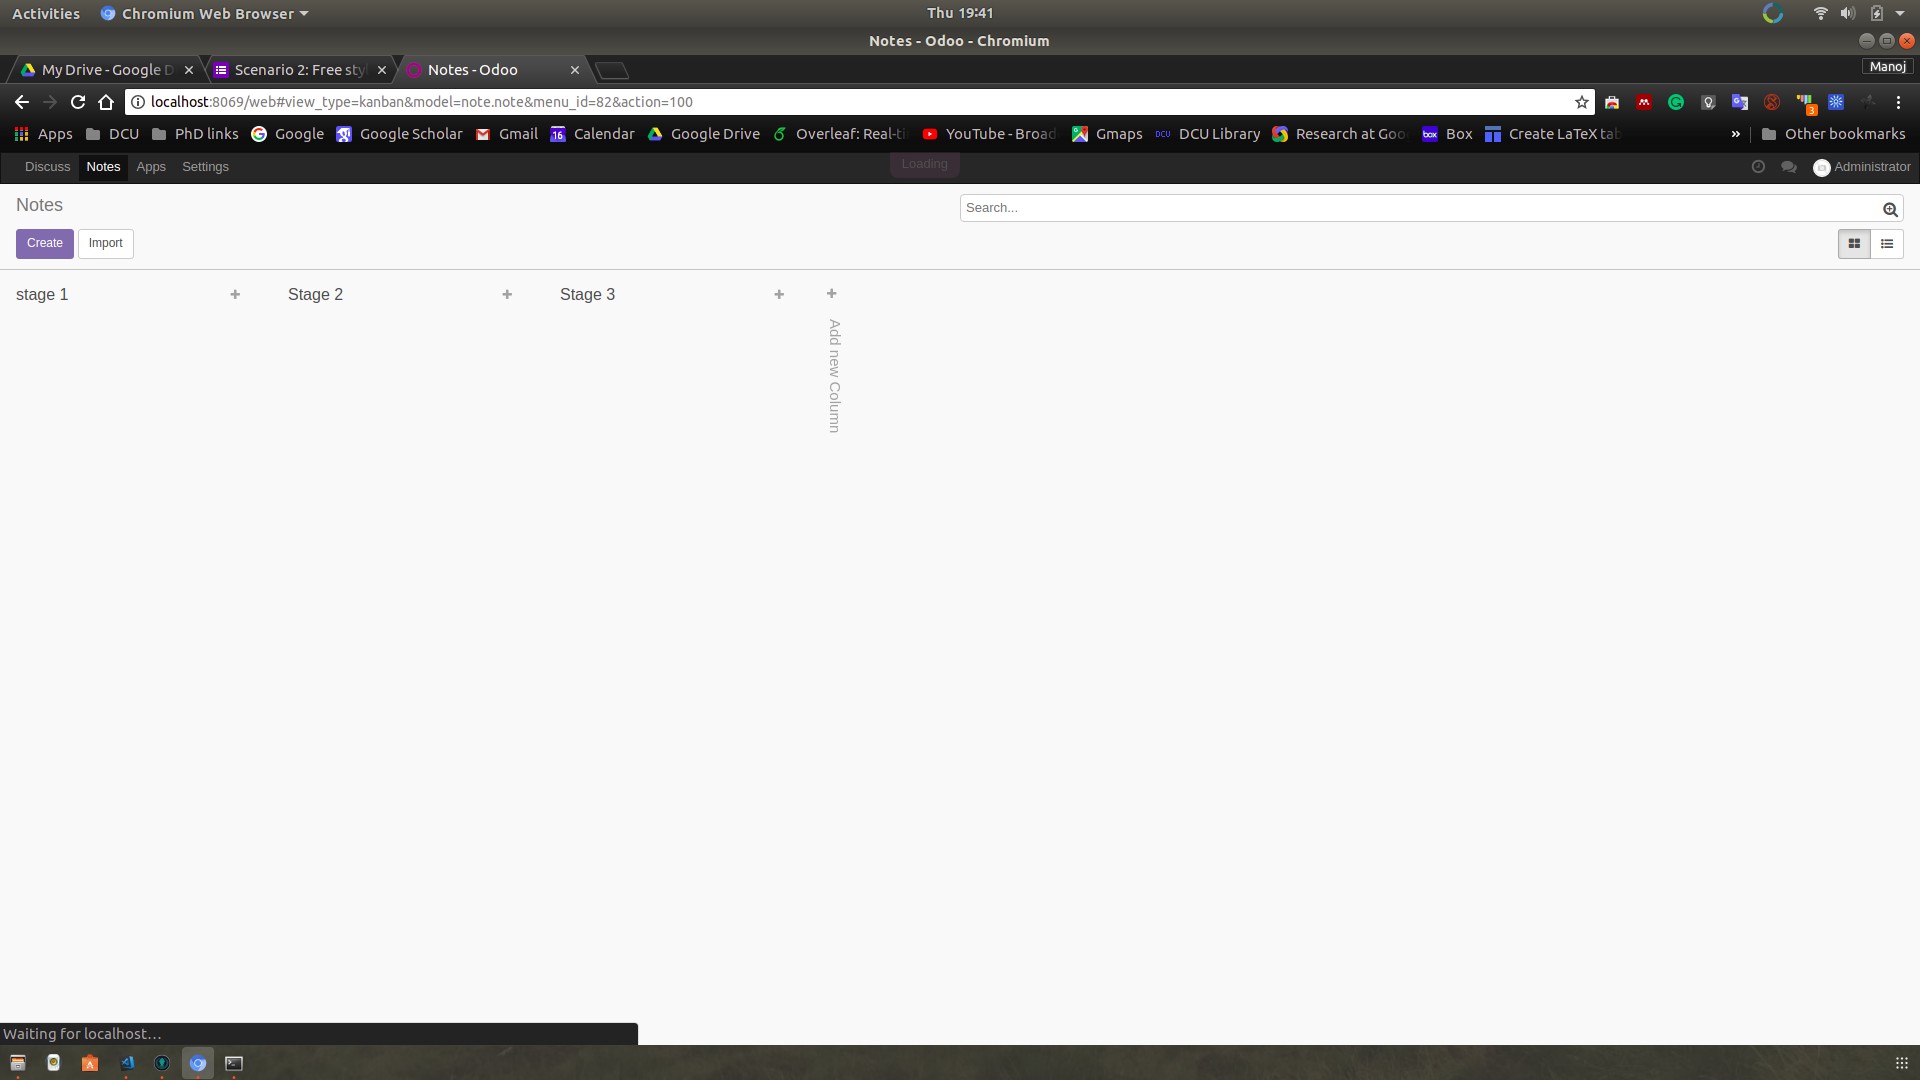 Activities Chromium Web Browser Thu 19:41
Notes - Odoo - Chromium
My Drive - Google D Scenario 2: Free sty Notes - Odoo Manoj
localhost:8069/web#view_type=kanban&model=note.note&menu_id=82&action=100 3
Apps DCU PhD links Google Google Scholar Gmail 16 Calendar Google Drive Overleaf: Real-ti YouTube - Broad Gmaps DCU DCU Library Research at Goo box Box Create LaTeX tab » Other bookmarks
Discuss Notes Apps Settings Loading Administrator
Notes Search...
Create Import
stage 1 Stage 2 Stage 3
Add new Column
Waiting for localhost...